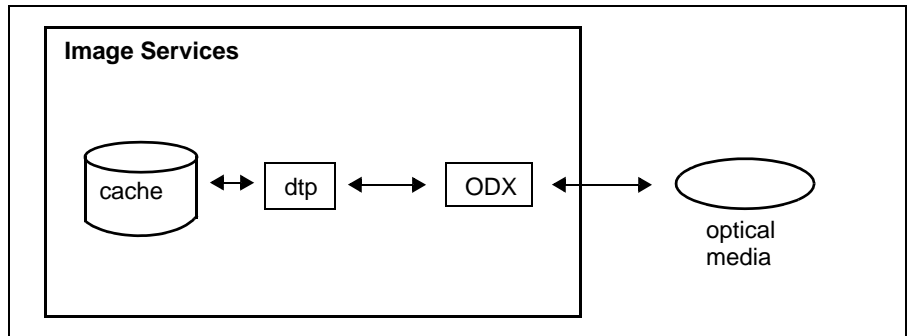 Image Services
cache
dtp
ODX
optical
media